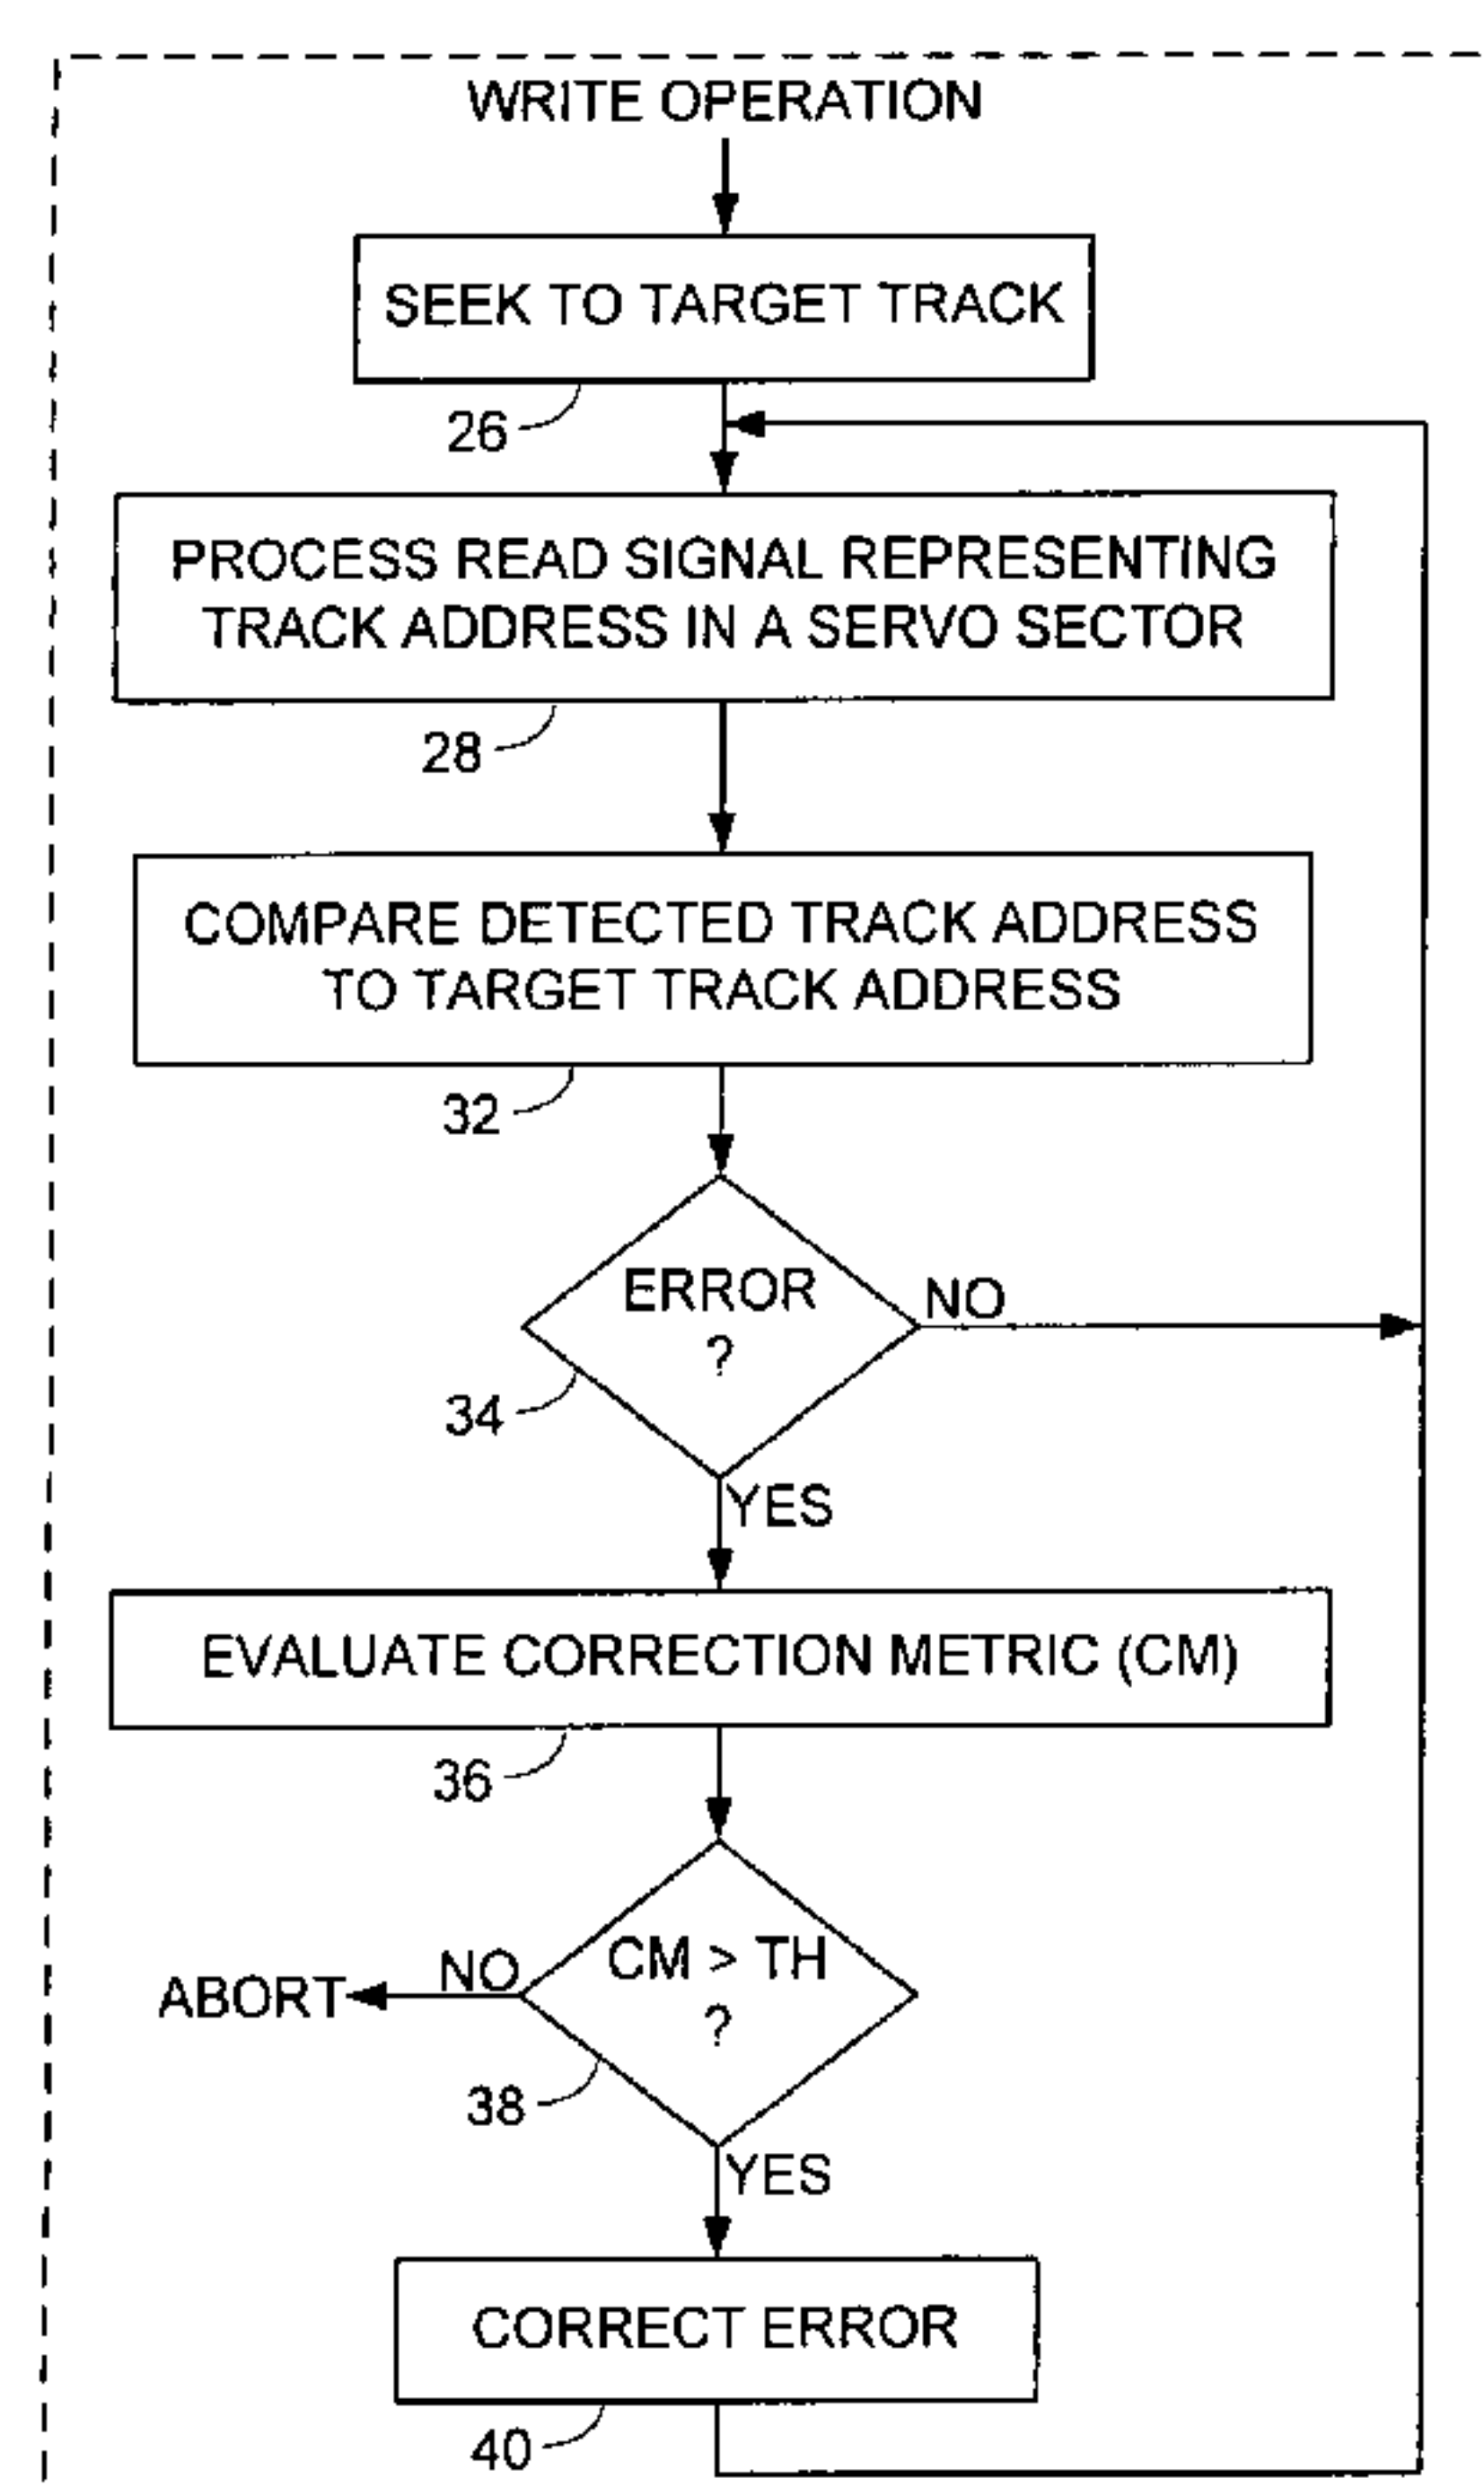 WRITE OPERATION
SEEK TO TARGET TRACK
26
PROCESS READ SIGNAL REPRESENTING
TRACK ADDRESS IN A SERVO SECTOR
28
COMPARE DETECTED TRACK ADDRESS
TO TARGET TRACK ADDRESS
32
ERROR
?
NO
34
YES
EVALUATE CORRECTION METRIC (CM)
36
CM > TH
?
NO
ABORT
38
YES
CORRECT ERROR
40